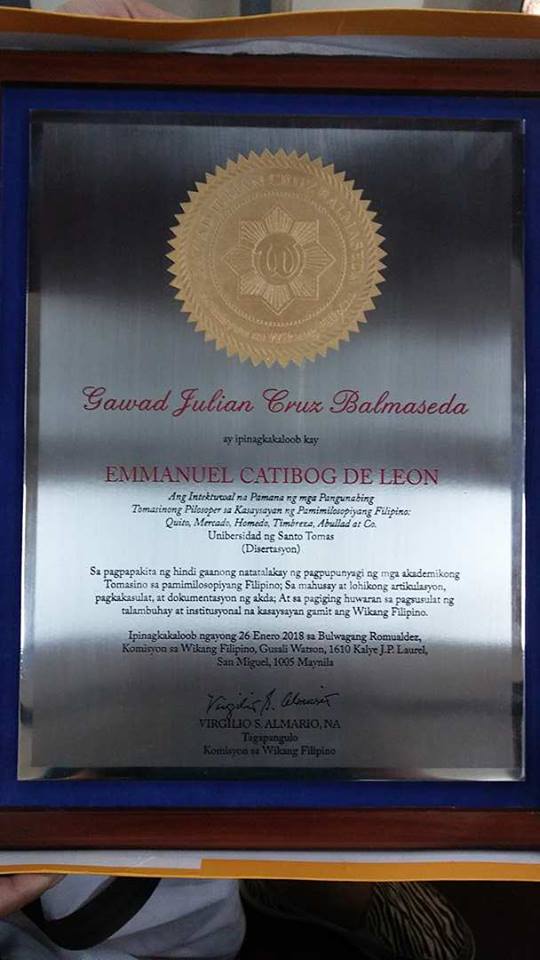 Gawad Julian Cruz Balmaseda
ay ipinagkakaloob kay
EMMANUEL CATIBOG DE LEON
Ang Intektuwal na Pamana ng mga Pangunahing
Tomasinong Pilosoper sa Kasaysayan ng Pamimilosopiyang Filipino:
Quito, Mercado, Hornedo, Timbreza, Abullad at Co.
Unibersidad ng Santo Tomas
(Disertasyon)
Sa pagpapakita ng hindi gaanong natatalakay ng pagpupunyagi ng mga akademikong
Tomasino sa pamimilosopiyang Filipino; Sa mahusay at lohikong artikulasyon,
pagkakasulat, at dokumentasyon ng akda; At sa pagiging huwaran sa pagsusulat ng
talambuhay at institusyonal na kasaysayan gamit ang Wikang Filipino.
Ipinagkakaloob ngayong 26 Enero 2018 sa Bulwagang Romualdez,
Komisyon sa Wikang Filipino, Gusali Watson, 1610 Kalye J.P. Laurel,
San Miguel, 1005 Maynila
Virgilio S. Almario
VIRGILIO S. ALMARIO, NA
Tagapangulo
Komisyon sa Wikang Filipino